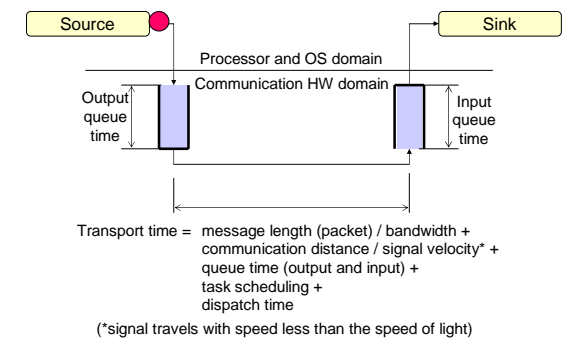 Source
Sink
Processor and OS domain
Communication HW domain
Output
queue
time
Input
queue
time
Transport time = message length (packet) / bandwidth +
communication distance / signal velocity* +
queue time (output and input) +
task scheduling +
dispatch time
(*signal travels with speed less than the speed of light)